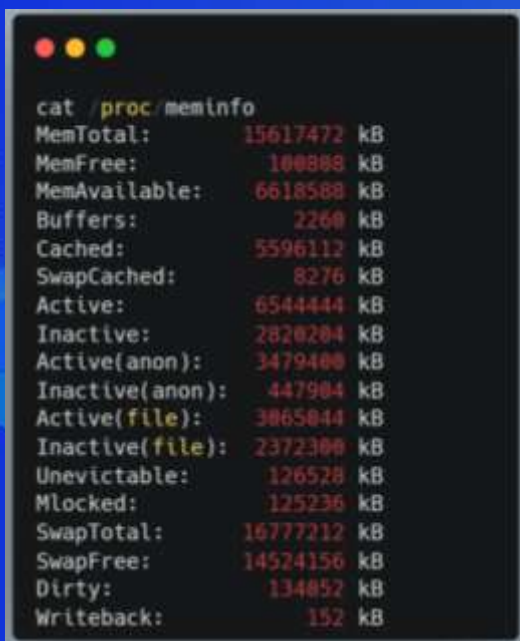 cat /proc/meminfo
MemTotal: 15617472 kB
MemFree: 100808 kB
MemAvailable: 6618588 kB
Buffers: 2260 kB
Cached: 5596112 kB
SwapCached: 8276 kB
Active: 6544444 kB
Inactive: 2820204 kB
Active(anon): 3479400 kB
Inactive(anon): 447904 kB
Active(file): 3065044 kB
Inactive(file): 2372300 kB
Unevictable: 126528 kB
Mlocked: 125236 kB
SwapTotal: 16777212 kB
SwapFree: 14524156 kB
Dirty: 134052 kB
Writeback: 152 kB